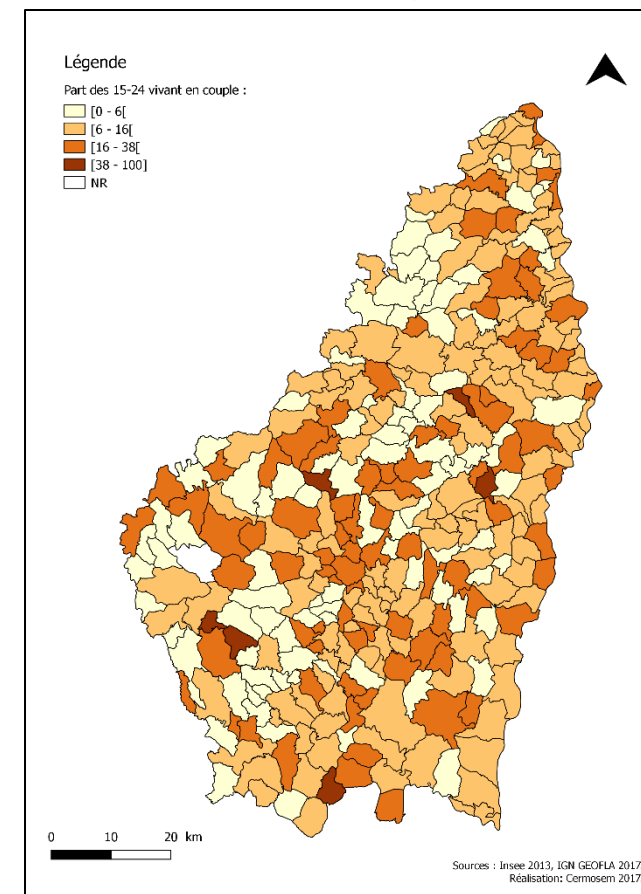 Légende
Part des 15-24 vivant en couple :
[0 - 6[
[6 - 16[
[16 - 38[
[38 - 100]
NR
0 10 20 km
Sources : Insee 2013, IGN GEOFLA 2017
Réalisation: Cermosem 2017